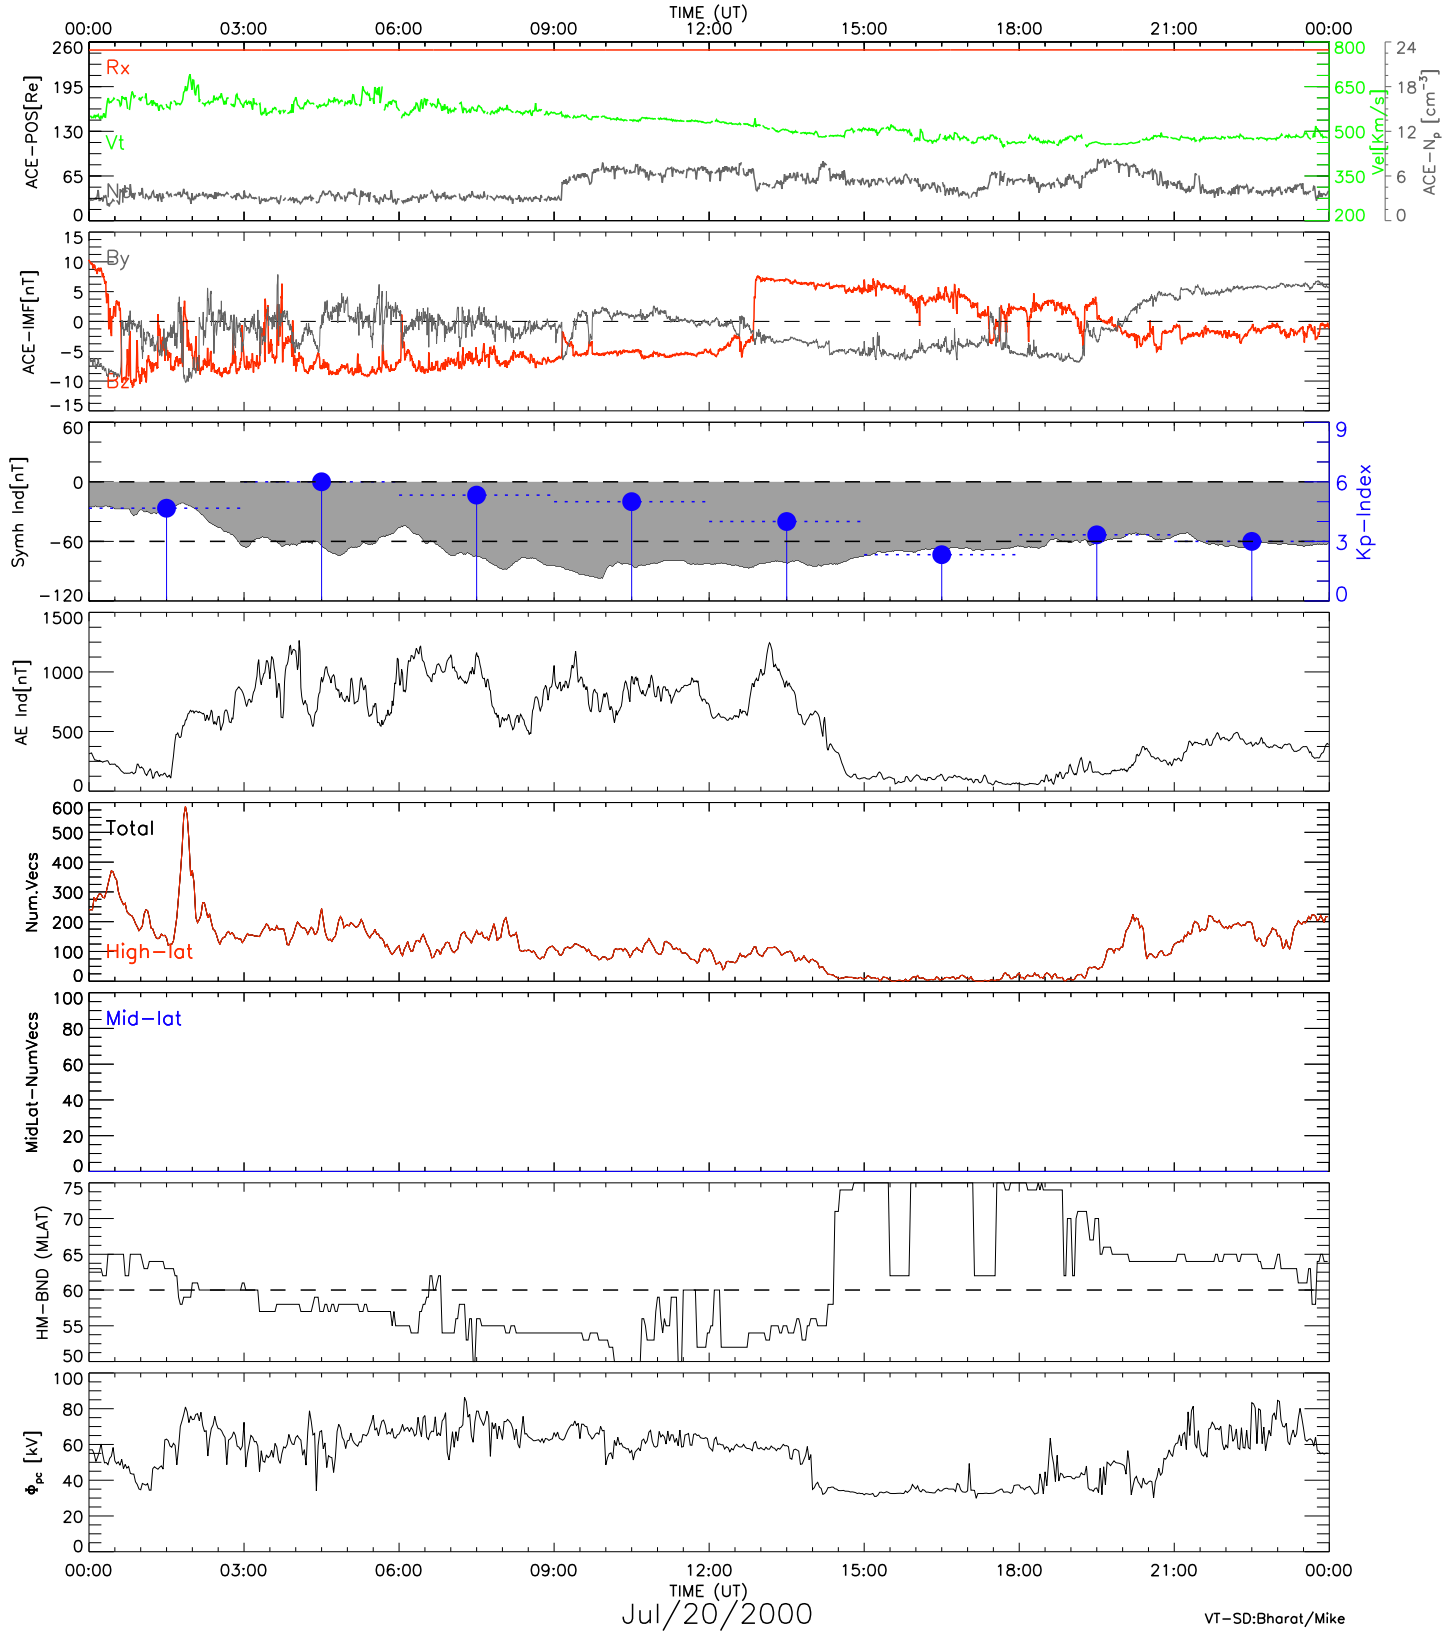 TIME (UT)
00:00 03:00 06:00 09:00 12:00 15:00 18:00 21:00 00:00
ACE-POS[Re]
260
195
130
65
0
Rx
Vt
800
650
500
350
200
Vel[Km/s]
24
18
12
6
0
ACE-Np [cm-3]
ACE-IMF[nT]
15
10
5
0
-5
-10
-15
By
Bz
Symh Ind[nT]
60
0
-60
-120
9
6
3
0
Kp-Index
AE Ind[nT]
1500
1000
500
0
Num.Vecs
600
500
400
300
200
100
0
Total
High-lat
MidLat-NumVecs
100
80
60
40
20
0
Mid-lat
HM-BND (MLAT)
75
70
65
60
55
50
Φpc [kV]
100
80
60
40
20
0
00:00 03:00 06:00 09:00 12:00 15:00 18:00 21:00 00:00
TIME (UT)
Jul/20/2000
VT-SD:Bharat/Mike